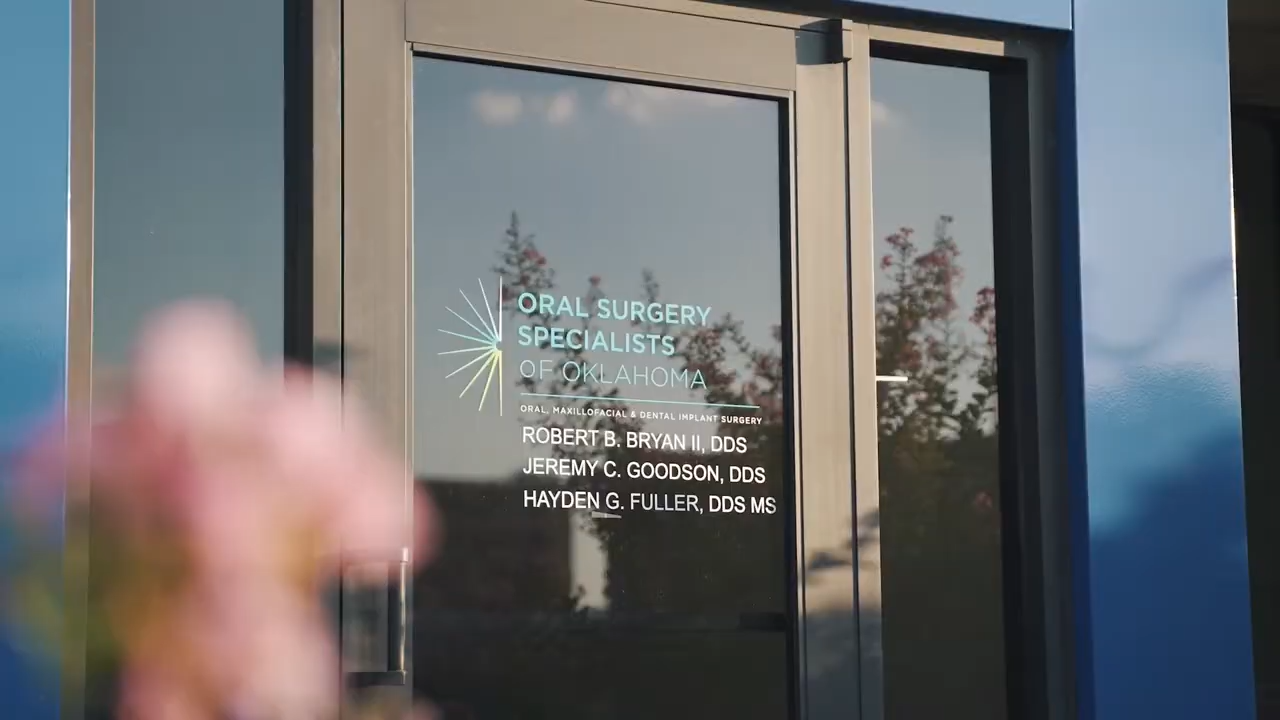 ORAL SURGERY
SPECIALISTS
OF OKLAHOMA
ORAL, MAXILLOFACIAL & DENTAL IMPLANT SURGERY
ROBERT B. BRYAN II, DDS
JEREMY C. GOODSON, DDS
HAYDEN G. FULLER, DDS MS